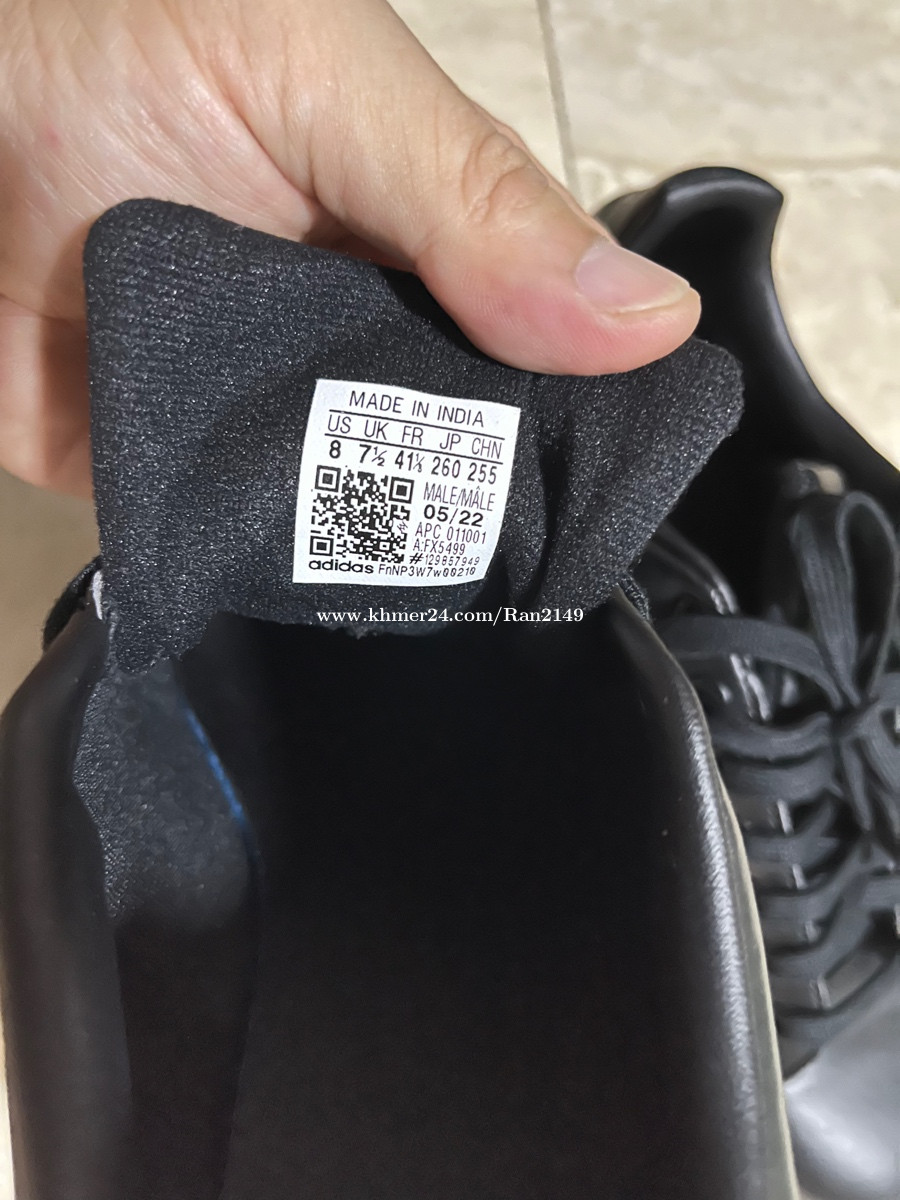 MADE IN INDIA
US UK FR JP CHN
8 7½ 41⅓ 260 255
MALE/MÂLE
05/22
APC 011001
A:FX5499
#129857949
adidas FnNP3W7w00210
www.khmer24.com/Ran2149